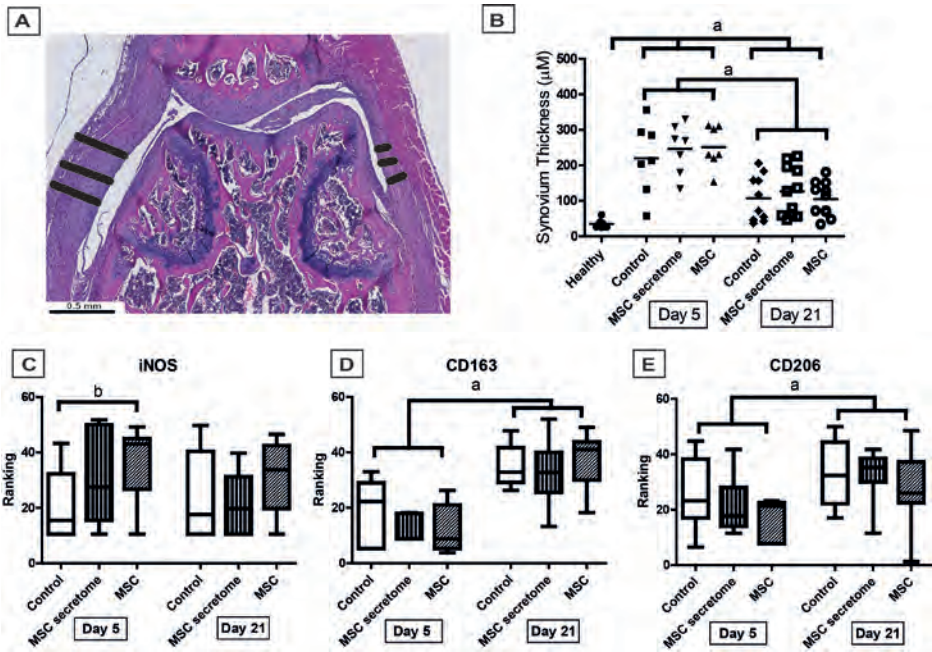 A
0.5 mm
B
Synovium Thickness (μM)
500
400
300
200
100
0
a
a
Healthy
Control
MSC secretome
MSC
Control
MSC secretome
MSC
Day 5
Day 21
C
iNOS
Ranking
60
40
20
0
b
Control
MSC secretome
MSC
Control
MSC secretome
MSC
Day 5
Day 21
D
CD163
Ranking
60
40
20
0
a
Control
MSC secretome
MSC
Control
MSC secretome
MSC
Day 5
Day 21
E
CD206
Ranking
60
40
20
0
a
Control
MSC secretome
MSC
Control
MSC secretome
MSC
Day 5
Day 21